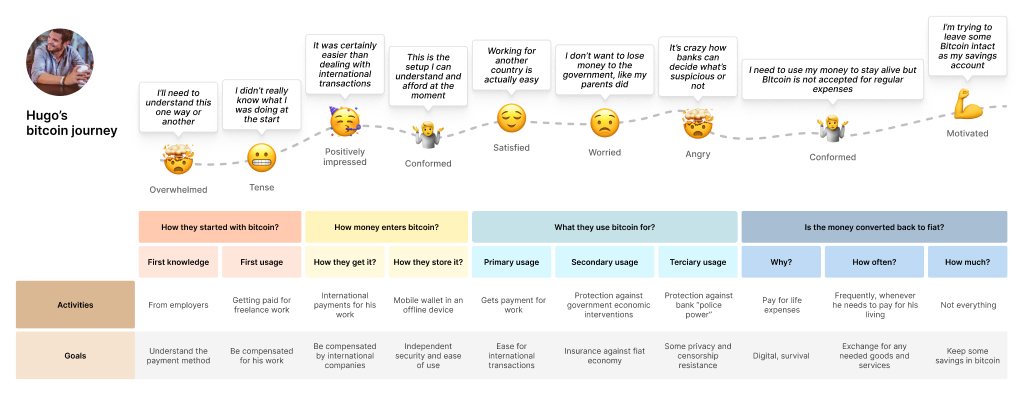 Hugo's
bitcoin journey
I'll need to
understand this
one way or
another
Overwhelmed
I didn't really
know what I
was doing at
the start
Tense
It was certainly
easier than
dealing with
international
transactions
Positively
impressed
This is the
setup I can
understand and
afford at the
moment
Conformed
Working for
another
country is
actually easy
Satisfied
I don't want to lose
money to the
government, like my
parents did
Worried
It's crazy how
banks can
decide what's
suspicious or
not
Angry
I need to use my money to stay alive but
Bitcoin is not accepted for regular
expenses
Conformed
I'm trying to
leave some
Bitcoin intact
as my savings
account
Motivated
How they started with bitcoin?
How money enters bitcoin?
What they use bitcoin for?
Is the money converted back to fiat?
First knowledge
First usage
How they get it?
How they store it?
Primary usage
Secondary usage
Terciary usage
Why?
How often?
How much?
Activities
From employers
Getting paid for
freelance work
International
payments for his
work
Mobile wallet in an
offline device
Gets payment for
work
Protection against
government economic
interventions
Protection against
bank "police
power"
Pay for life
expenses
Frequently, whenever
he needs to pay for his
living
Not everything
Goals
Understand the
payment method
Be compensated
for his work
Be compensated
by international
companies
Independent
security and ease
of use
Ease for
international
transactions
Insurance against fiat
economy
Some privacy and
censorship
resistance
Digital, survival
Exchange for any
needed goods and
services
Keep some
savings in bitcoin